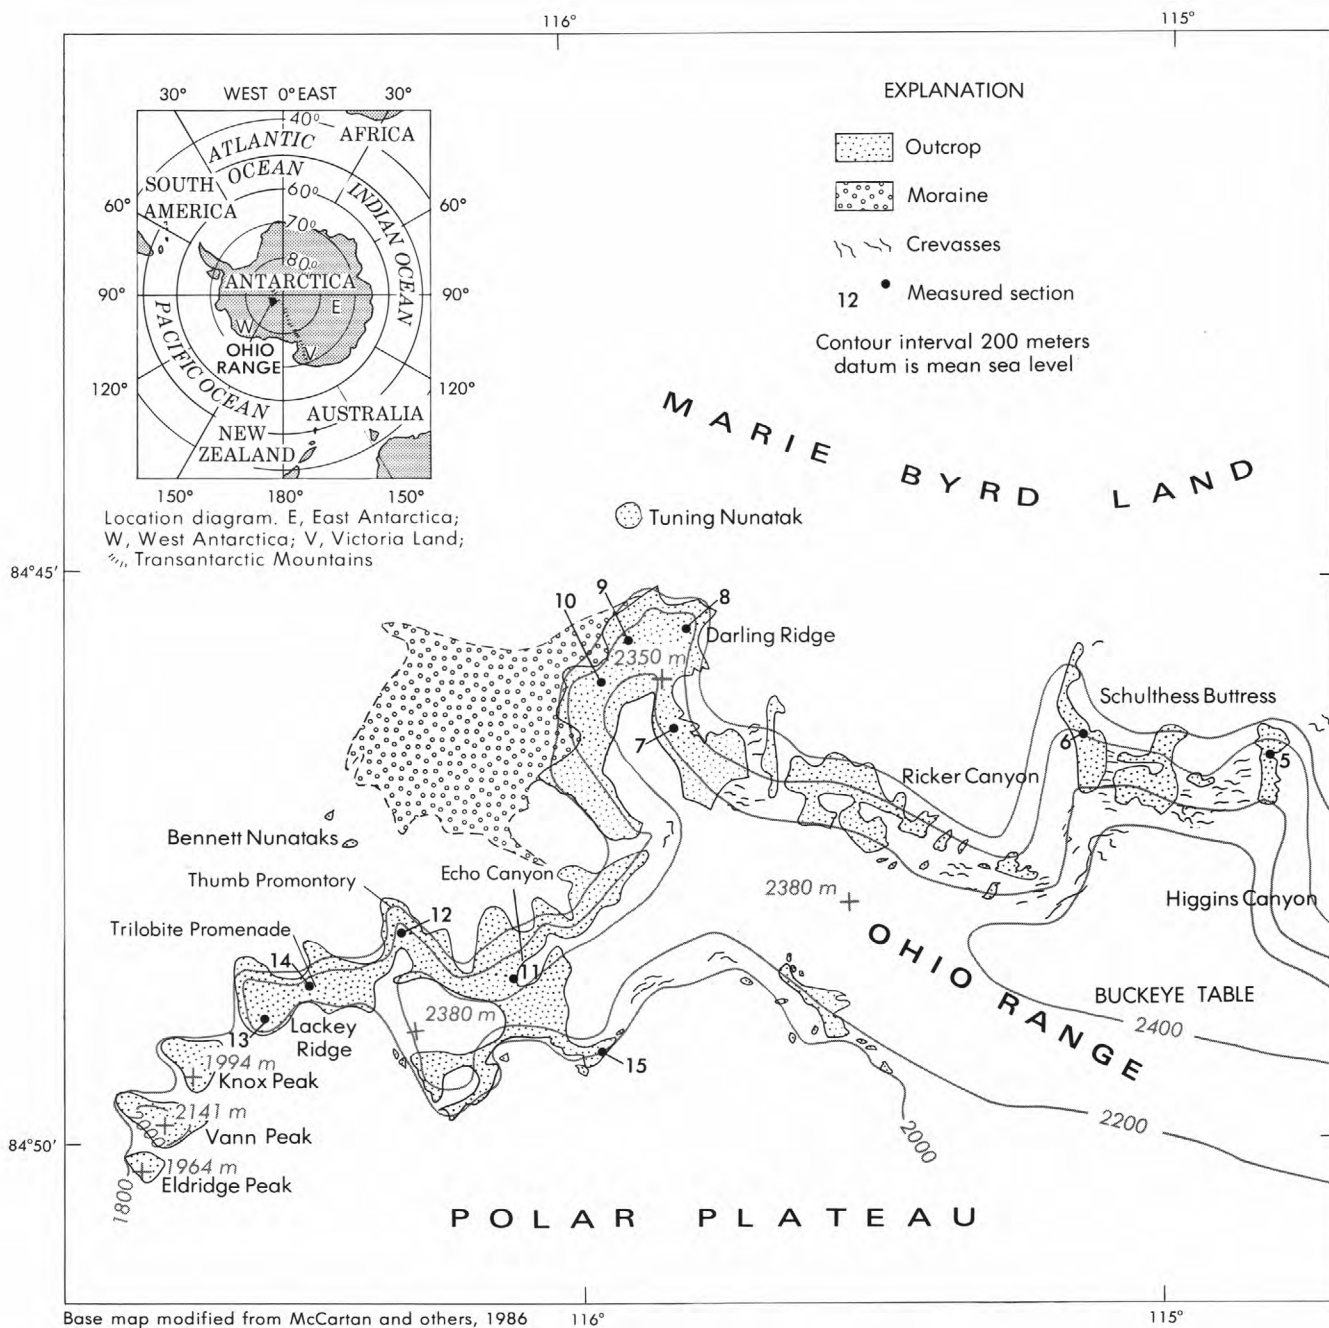 116°
115°
30° WEST 0° EAST 30°
40°
AFRICA
ATLANTIC
OCEAN
SOUTH
AMERICA
60°
INDIAN OCEAN
60°
60°
70°
80°
ANTARCTICA
90°
90°
E
W
V
OHIO
RANGE
PACIFIC OCEAN
120°
120°
AUSTRALIA
NEW
ZEALAND
150° 180° 150°
Location diagram. E, East Antarctica;
W, West Antarctica; V, Victoria Land;
Transantarctic Mountains
EXPLANATION
Outcrop
Moraine
Crevasses
12 Measured section
Contour interval 200 meters
datum is mean sea level
MARIE BYRD LAND
Tuning Nunatak
84°45′
9
10
8
Darling Ridge
2350 m
7
Schulthess Buttress
6
5
Ricker Canyon
Bennett Nunataks
Echo Canyon
Thumb Promontory
2380 m
Higgins Canyon
12
Trilobite Promenade
OHIO RANGE
14
11
BUCKEYE TABLE
2400
2380 m
13
Lackey
Ridge
15
1994 m
Knox Peak
2141 m
Vann Peak
2200
2000
84°50′
1964 m
Eldridge Peak
1800
POLAR PLATEAU
Base map modified from McCartan and others, 1986
116°
115°